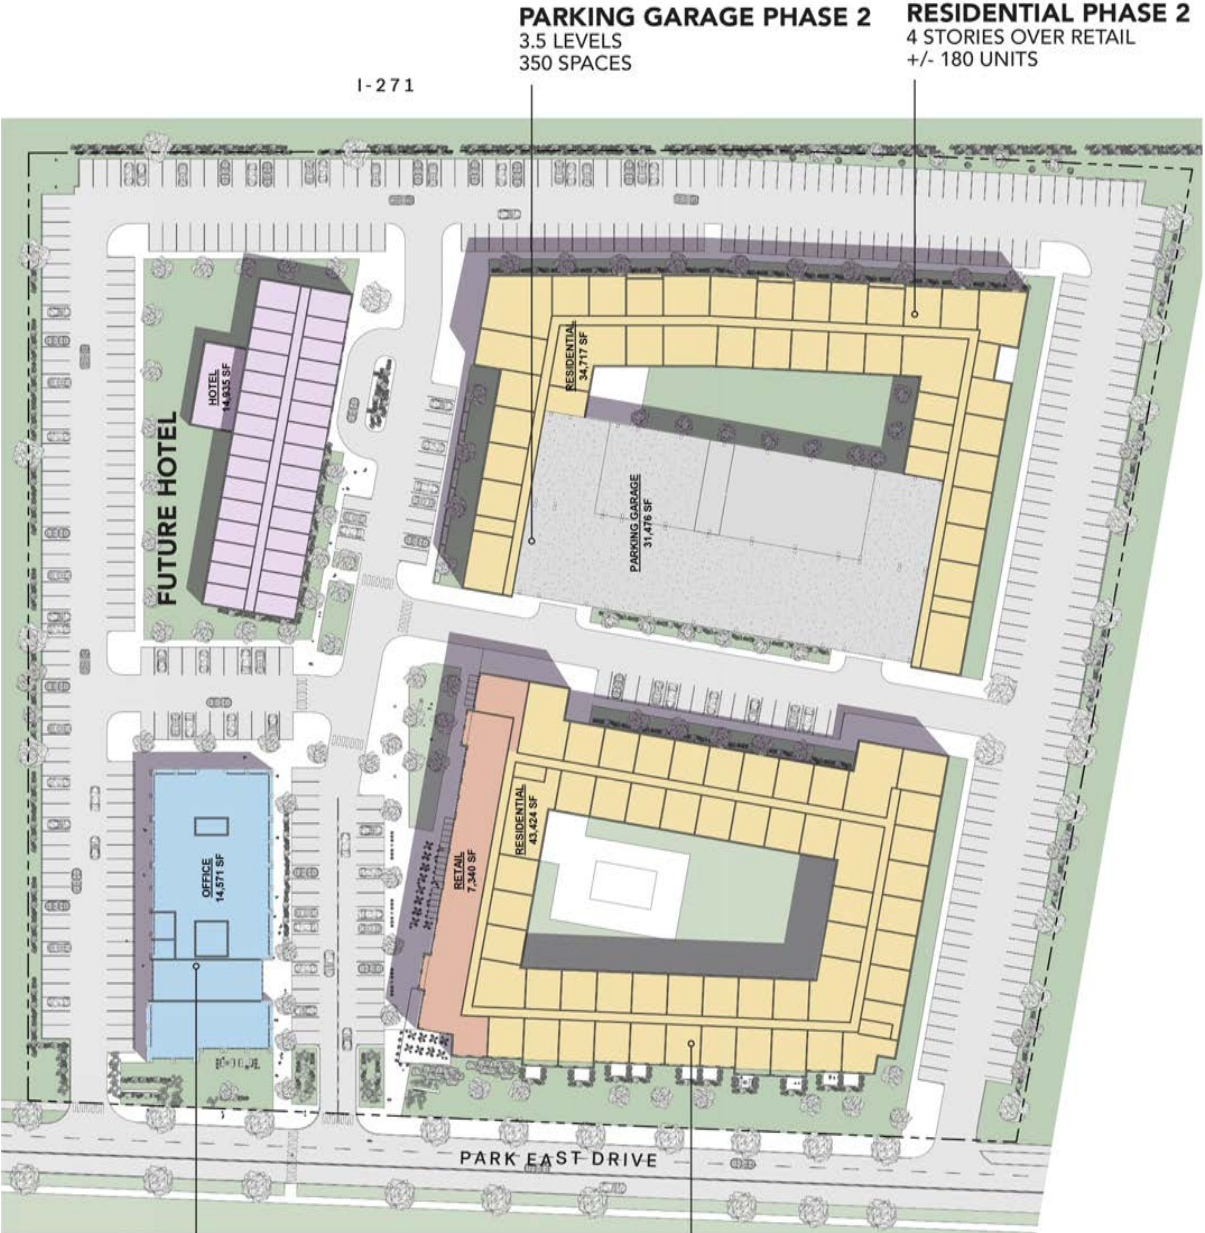 PARKING GARAGE PHASE 2
3.5 LEVELS
350 SPACES
RESIDENTIAL PHASE 2
4 STORIES OVER RETAIL
+/- 180 UNITS
I-271
HOTEL
14,935 SF
FUTURE HOTEL
RESIDENTIAL
34,717 SF
PARKING GARAGE
31,476 SF
OFFICE
14,571 SF
RETAIL
7,340 SF
RESIDENTIAL
43,424 SF
PARK EAST DRIVE